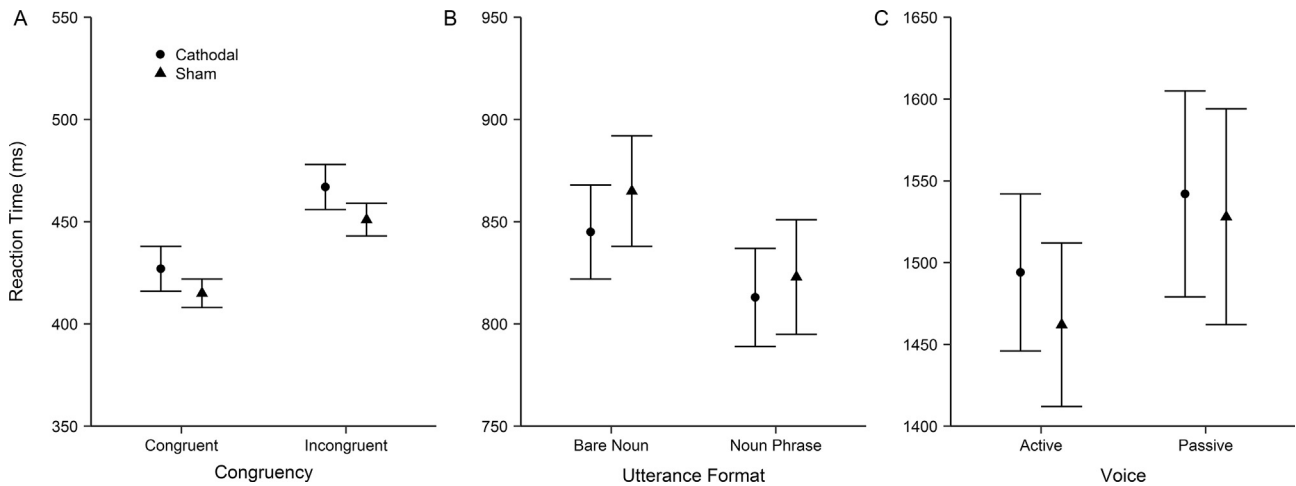 A
550
500
450
400
350
Reaction Time (ms)
Cathodal
Sham
Congruent Incongruent
Congruency
B
950
900
850
800
750
Bare Noun Noun Phrase
Utterance Format
C
1650
1600
1550
1500
1450
1400
Active Passive
Voice